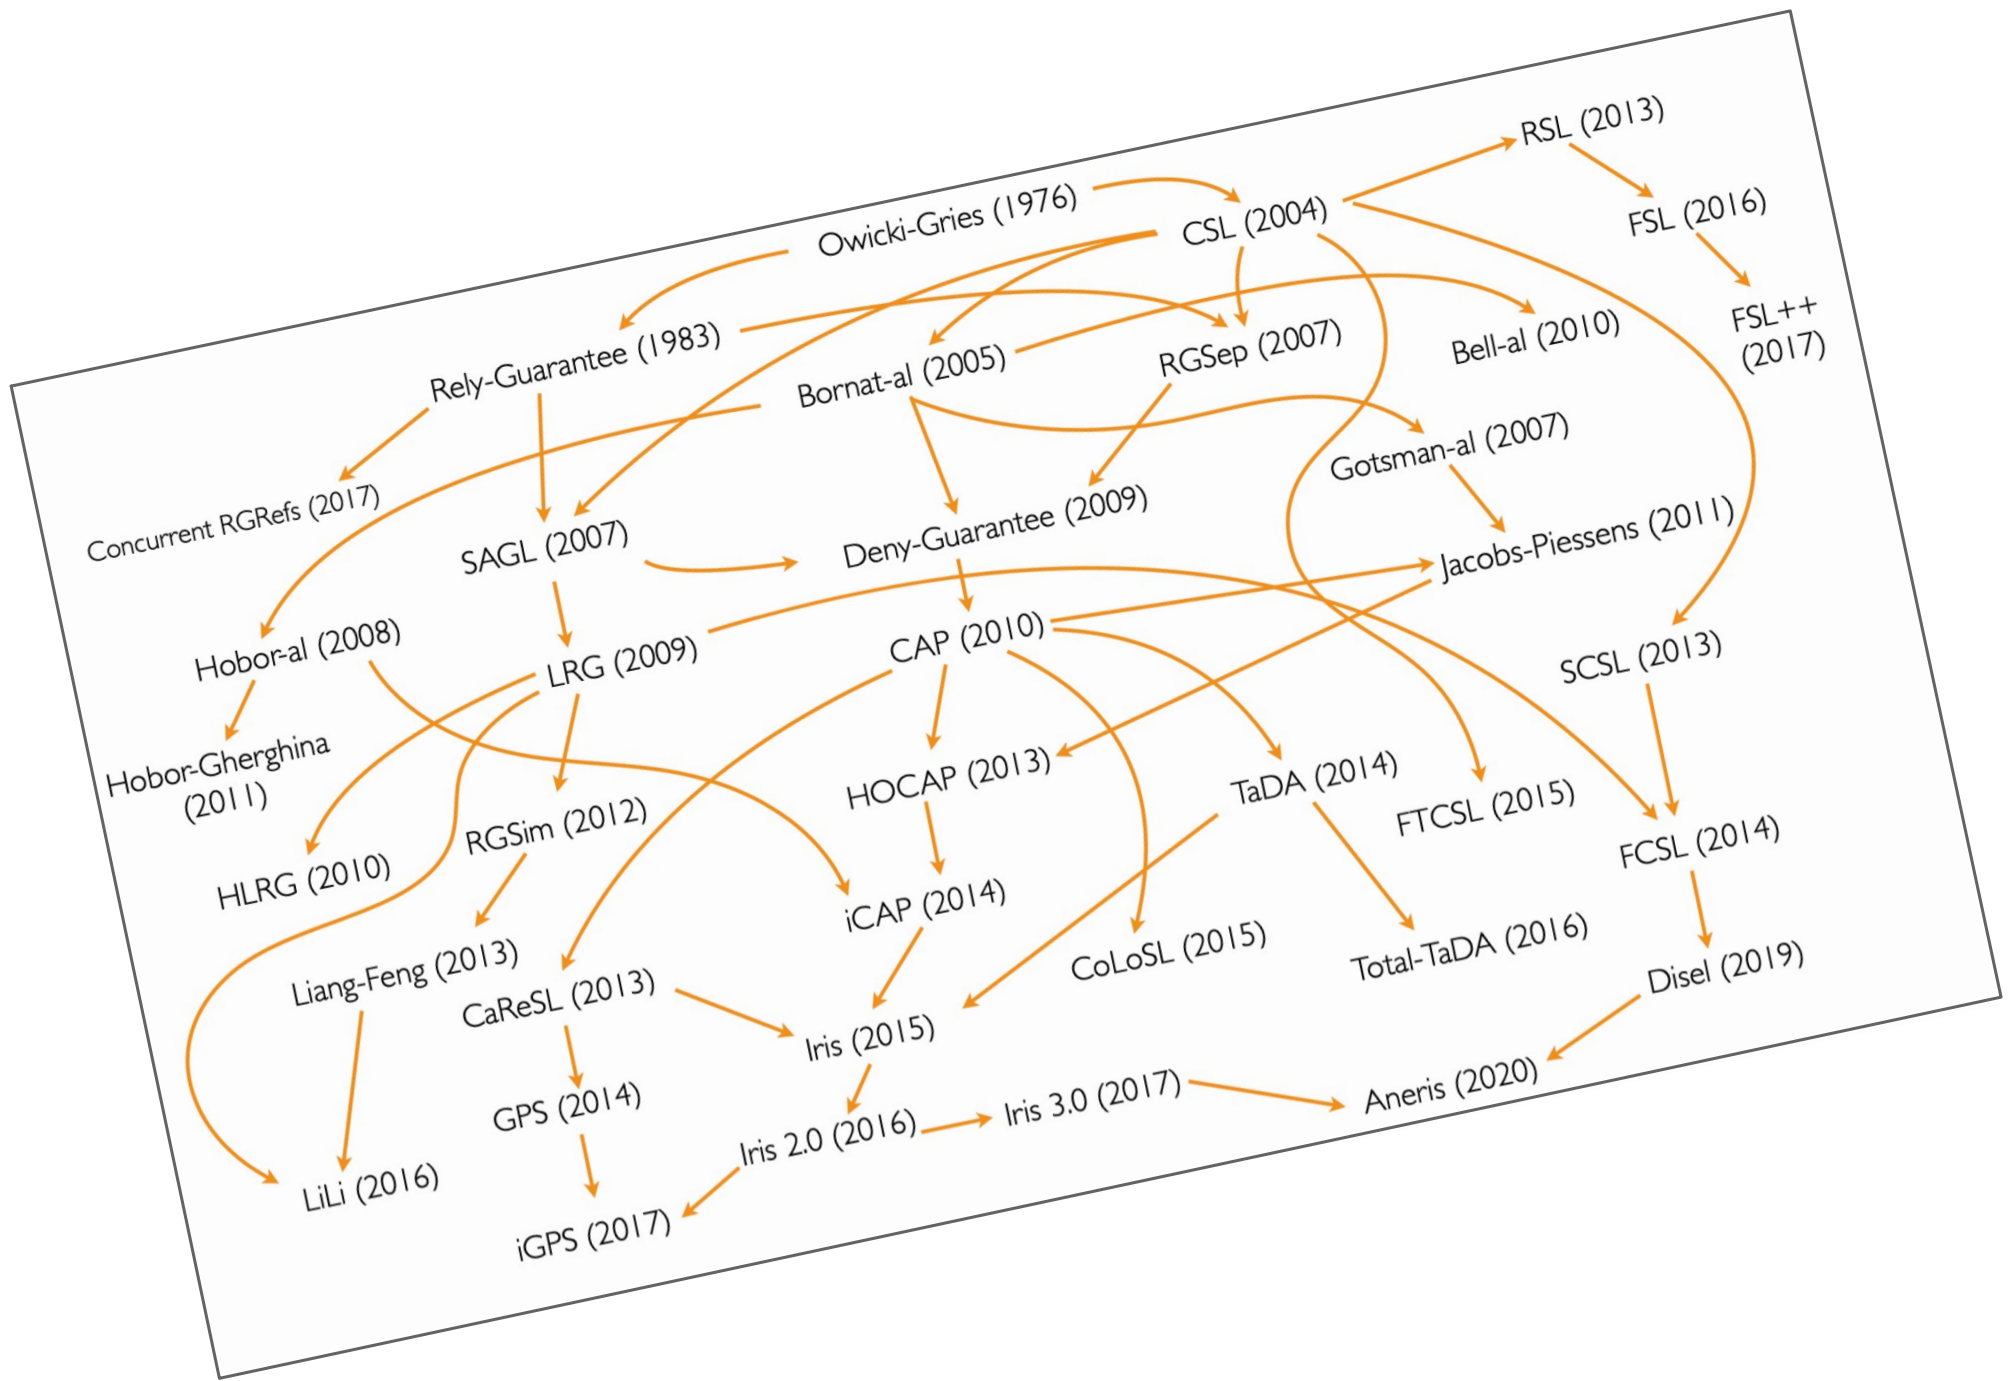 RSL (2013)
Owicki-Gries (1976)
CSL (2004)
FSL (2016)
FSL++
(2017)
Rely-Guarantee (1983)
Bornat-al (2005)
RGSep (2007)
Bell-al (2010)
Concurrent RGRefs (2017)
SAGL (2007)
Deny-Guarantee (2009)
Gotsman-al (2007)
Jacobs-Piessens (2011)
Hobor-al (2008)
LRG (2009)
CAP (2010)
SCSL (2013)
Hobor-Gherghina
(2011)
HOCAP (2013)
TaDA (2014)
FTCSL (2015)
FCSL (2014)
HLRG (2010)
RGSim (2012)
iCAP (2014)
CoLoSL (2015)
Total-TaDA (2016)
Disel (2019)
Liang-Feng (2013)
CaReSL (2013)
Iris (2015)
GPS (2014)
Iris 2.0 (2016)
Iris 3.0 (2017)
Aneris (2020)
LiLi (2016)
iGPS (2017)